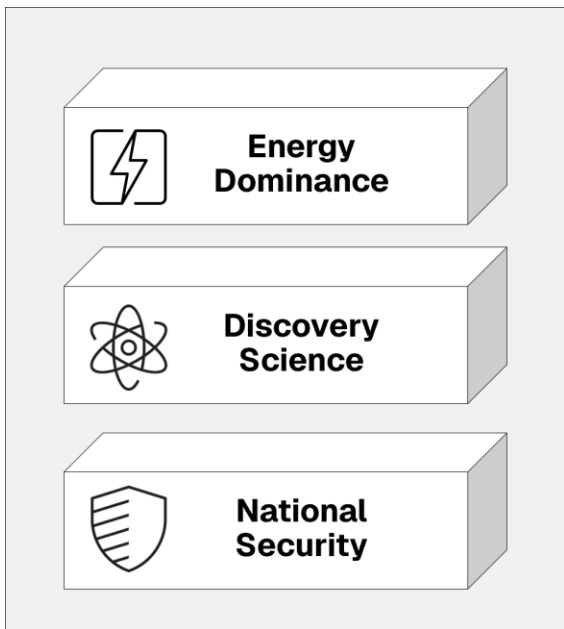 Energy
Dominance
Discovery
Science
National
Security